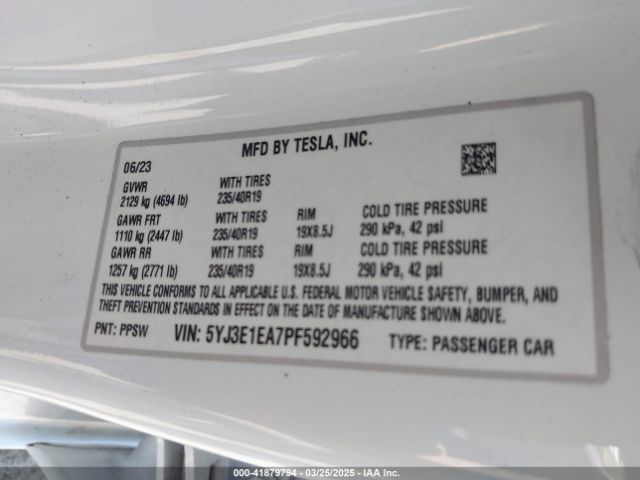 06/23 MFD BY TESLA, INC.
GVWR WITH TIRES
2129 kg (4694 lb) 235/40R19
GAWR FRT WITH TIRES RIM COLD TIRE PRESSURE
1110 kg (2447 lb) 235/40R19 19X8.5J 290 kPa, 42 psi
GAWR RR WITH TIRES RIM COLD TIRE PRESSURE
1257 kg (2771 lb) 235/40R19 19X8.5J 290 kPa, 42 psi
THIS VEHICLE CONFORMS TO ALL APPLICABLE U.S. FEDERAL MOTOR VEHICLE SAFETY, BUMPER, AND
THEFT PREVENTION STANDARDS IN EFFECT ON THE DATE OF MANUFACTURE SHOWN ABOVE.
PNT: PPSW VIN: 5YJ3E1EA7PF592966 TYPE: PASSENGER CAR
000-41879794 - 03/25/2025 - IAA Inc.